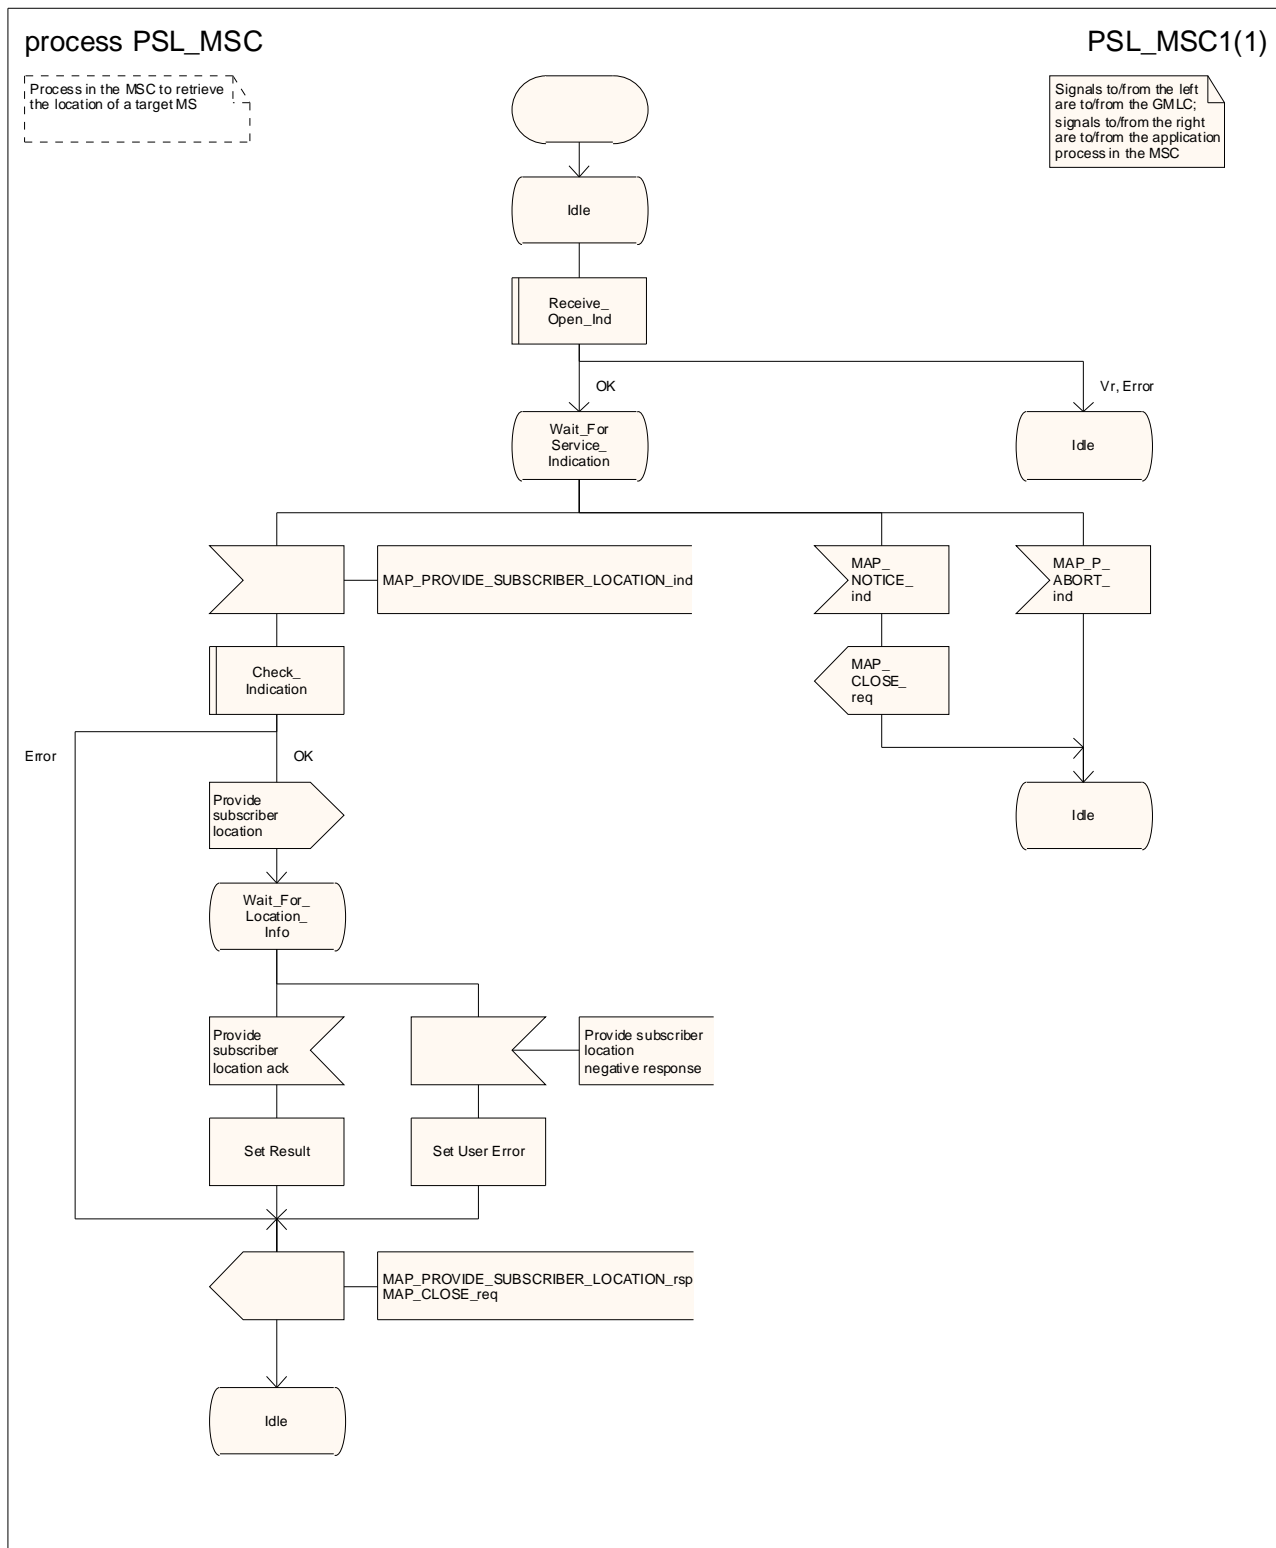 process PSL_MSC
PSL_MSC1(1)
Process in the MSC to retrieve
the location of a target MS
Signals to/from the left
are to/from the GMLC;
signals to/from the right
are to/from the application
process in the MSC
Idle
Receive_
Open_Ind
OK
Vr, Error
Wait_For
Service_
Indication
Idle
MAP_PROVIDE_SUBSCRIBER_LOCATION_ind
MAP_
NOTICE_
ind
MAP_P_
ABORT_
ind
Check_
Indication
MAP_
CLOSE_
req
Error
OK
Provide
subscriber
location
Idle
Wait_For_
Location_
Info
Provide
subscriber
location ack
Provide subscriber
location
negative response
Set Result
Set User Error
MAP_PROVIDE_SUBSCRIBER_LOCATION_rsp
MAP_CLOSE_req
Idle